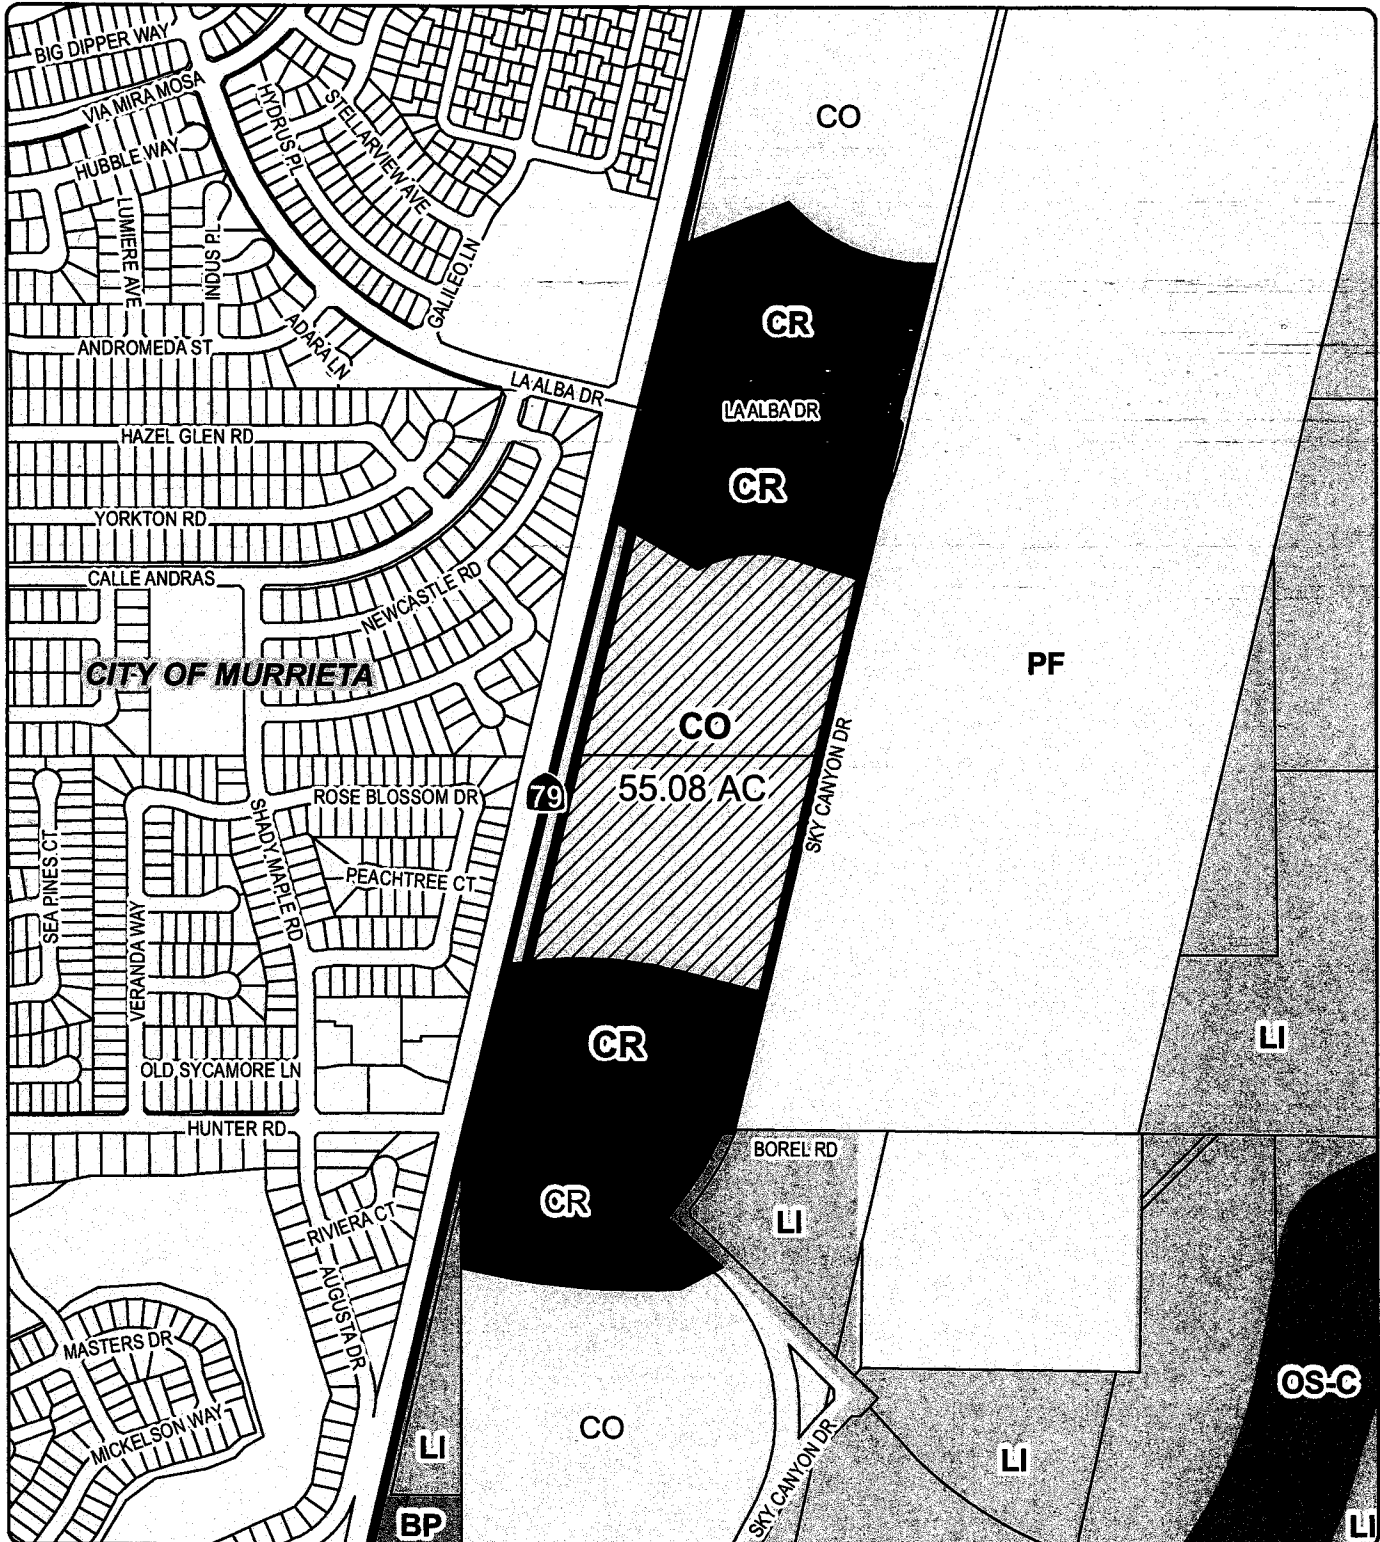 BIG DIPPER WAY
VIA MIRA MOSA
HUBBLE WAY
HYDRUS PL
STELLARVIEW AVE
CO
LUMIERE AVE
INDUS PL
GALILEO LN
ADARA LN
ANDROMEDA ST
CR
LA ALBA DR
LA ALBA DR
HAZEL GLEN RD
CR
YORKTON RD
CALLE ANDRAS
NEWCASTLE RD
CITY OF MURRIETA
PF
CO
55.08 AC
SKY CANYON DR
79
ROSE BLOSSOM DR
SHADY MAPLE RD
SEA PINES CT
PEACHTREE CT
VERANDA WAY
CR
LI
OLD SYCAMORE LN
HUNTER RD
BOREL RD
CR
LI
RIVIERA CT
AUGUSTA DR
MASTERS DR
OS-C
MICKELSON WAY
LI
CO
SKY CANYON DR
LI
BP
LI